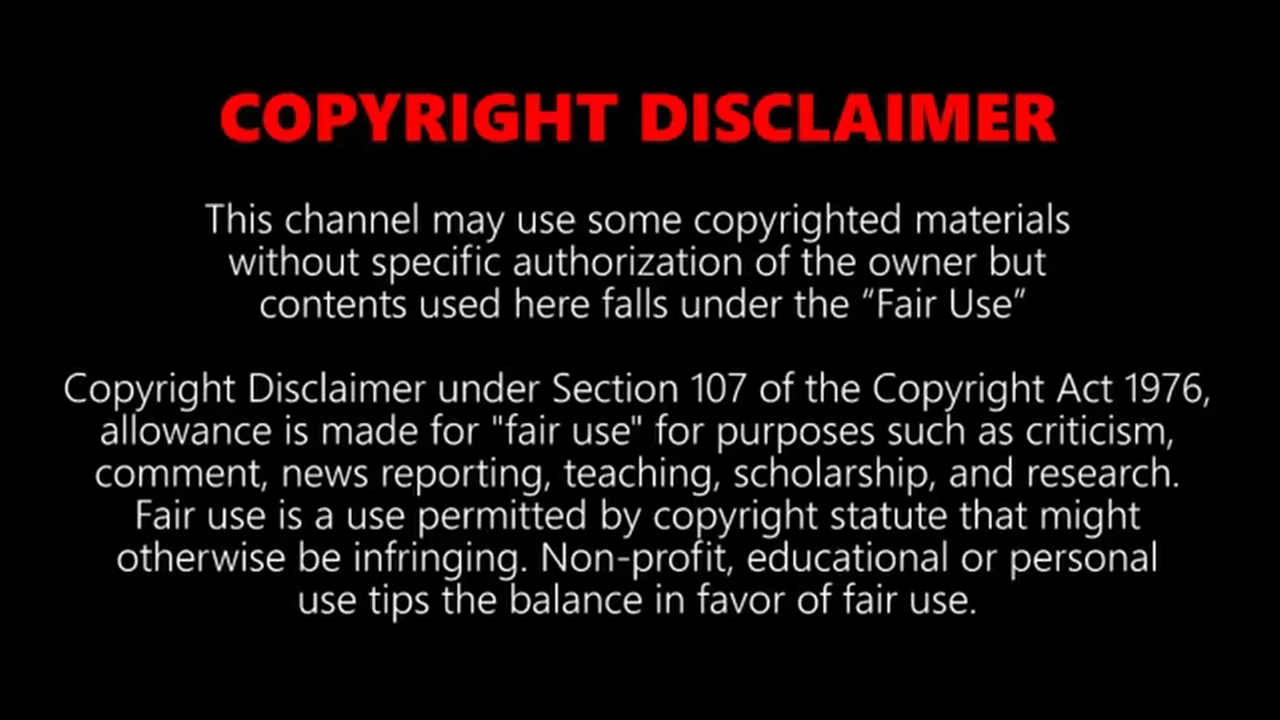 COPYRIGHT DISCLAIMER
This channel may use some copyrighted materials
without specific authorization of the owner but
contents used here falls under the “Fair Use”
Copyright Disclaimer under Section 107 of the Copyright Act 1976,
allowance is made for "fair use" for purposes such as criticism,
comment, news reporting, teaching, scholarship, and research.
Fair use is a use permitted by copyright statute that might
otherwise be infringing. Non-profit, educational or personal
use tips the balance in favor of fair use.